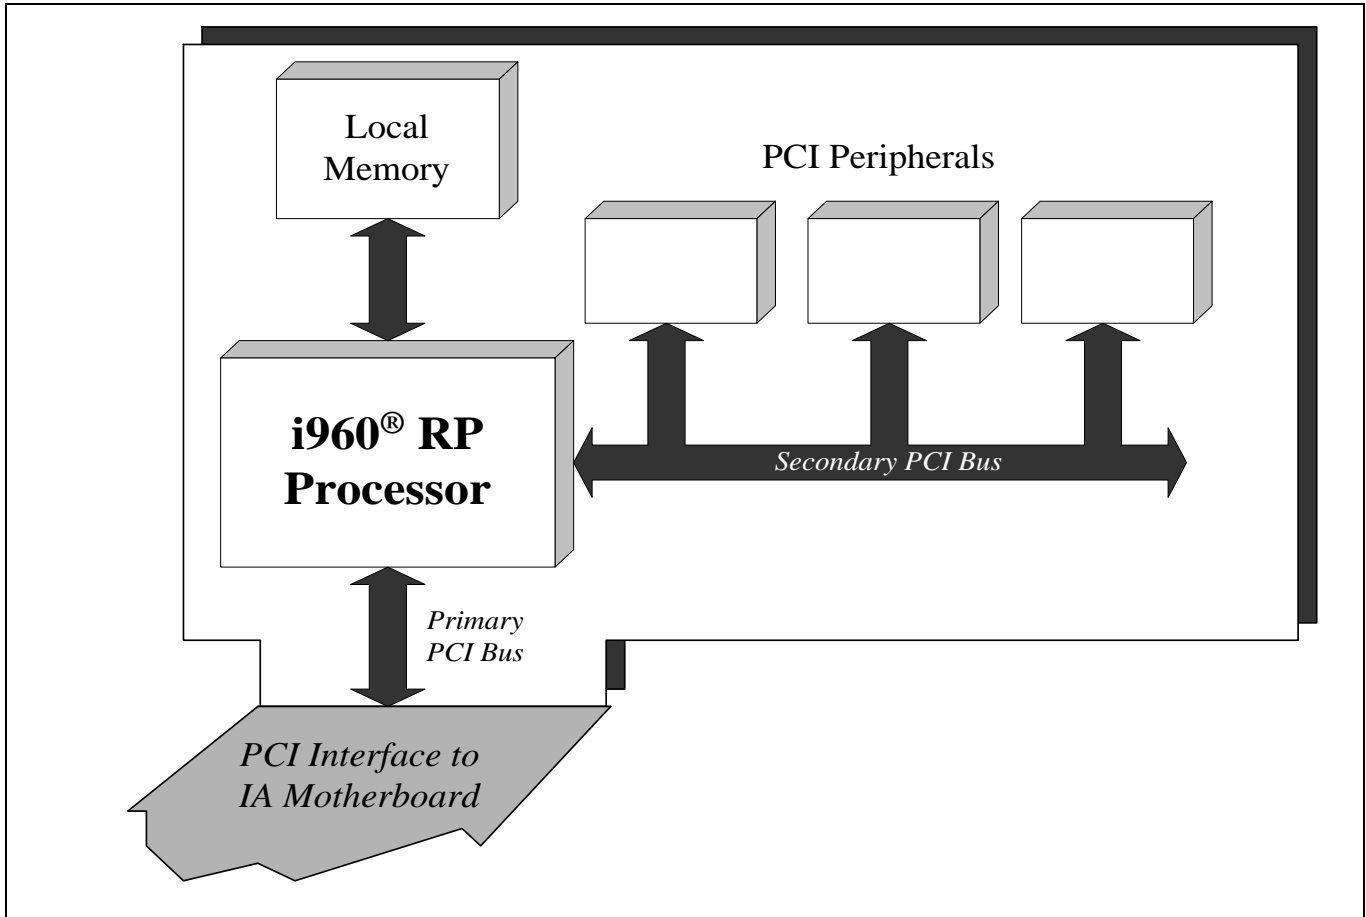 Local
Memory
PCI Peripherals
i960® RP
Processor
Secondary PCI Bus
Primary
PCI Bus
PCI Interface to
IA Motherboard